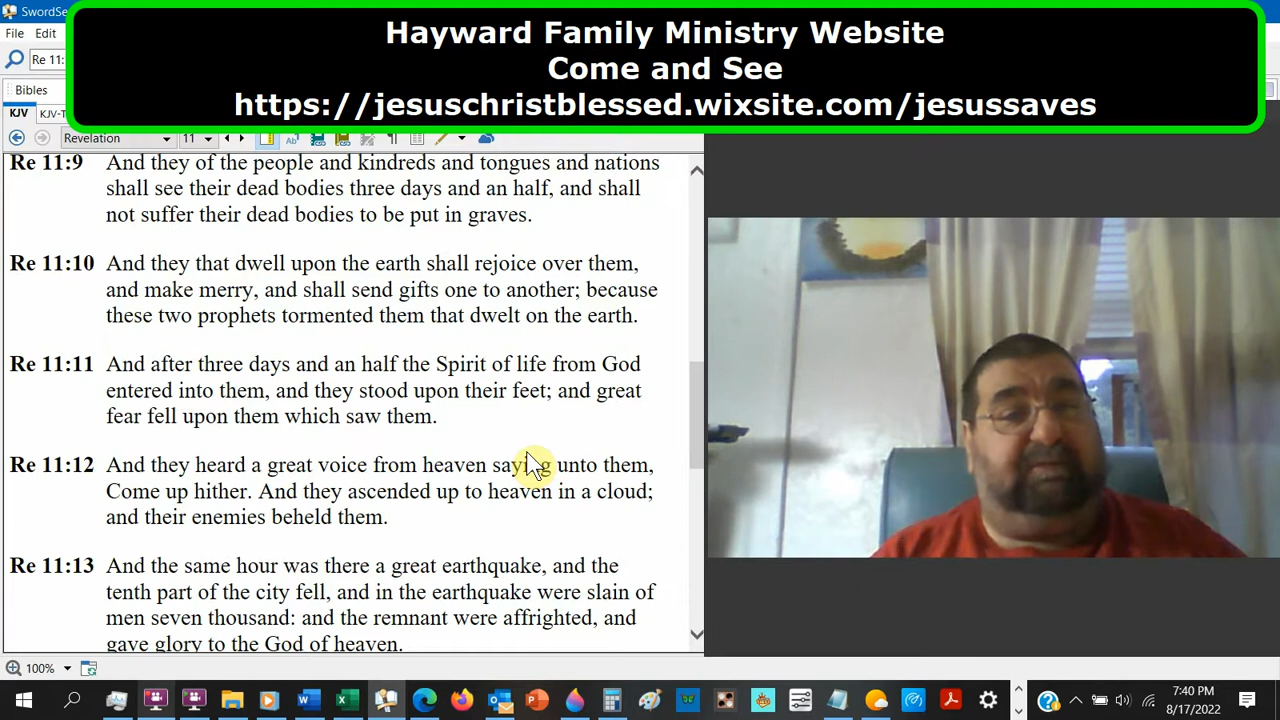 SwordSe
Hayward Family Ministry Website
Come and See
https://jesuschristblessed.wixsite.com/jesussaves
File Edit
Re 11:
Bibles
KJV KJV-T
Revelation 11
Re 11:9 And they of the people and kindreds and tongues and nations
shall see their dead bodies three days and an half, and shall
not suffer their dead bodies to be put in graves.
Re 11:10 And they that dwell upon the earth shall rejoice over them,
and make merry, and shall send gifts one to another; because
these two prophets tormented them that dwelt on the earth.
Re 11:11 And after three days and an half the Spirit of life from God
entered into them, and they stood upon their feet; and great
fear fell upon them which saw them.
Re 11:12 And they heard a great voice from heaven saying unto them,
Come up hither. And they ascended up to heaven in a cloud;
and their enemies beheld them.
Re 11:13 And the same hour was there a great earthquake, and the
tenth part of the city fell, and in the earthquake were slain of
men seven thousand: and the remnant were affrighted, and
gave glory to the God of heaven.
100%
7:40 PM
8/17/2022